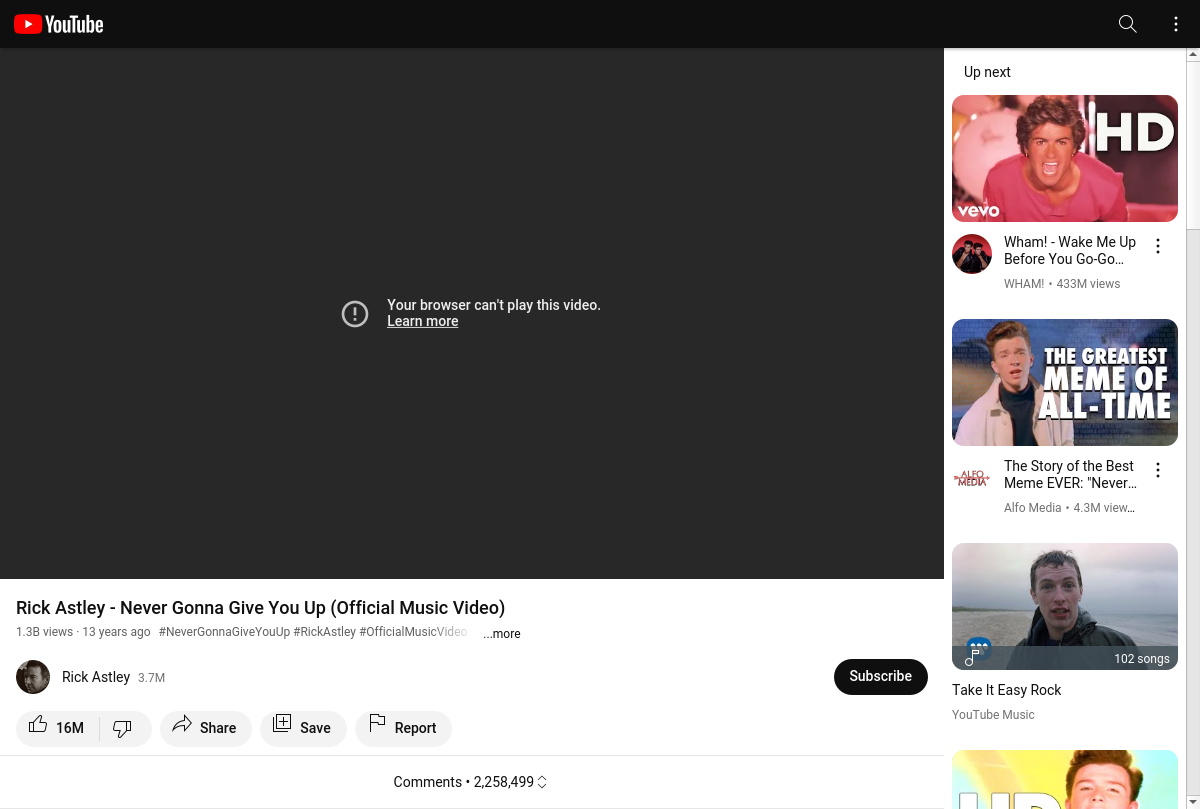 YouTube
Your browser can't play this video.
Learn more
Rick Astley - Never Gonna Give You Up (Official Music Video)
1.3B views · 13 years ago #NeverGonnaGiveYouUp #RickAstley #OfficialMusicVideo ...more
Rick Astley 3.7M
Subscribe
16M
Share
Save
Report
Comments • 2,258,499
Up next
HD
vevo
Wham! - Wake Me Up
Before You Go-Go…
WHAM! • 433M views
THE GREATEST
MEME OF
ALL-TIME
ALFO
MEDIA
The Story of the Best
Meme EVER: "Never…
Alfo Media • 4.3M view…
102 songs
Take It Easy Rock
YouTube Music
HD